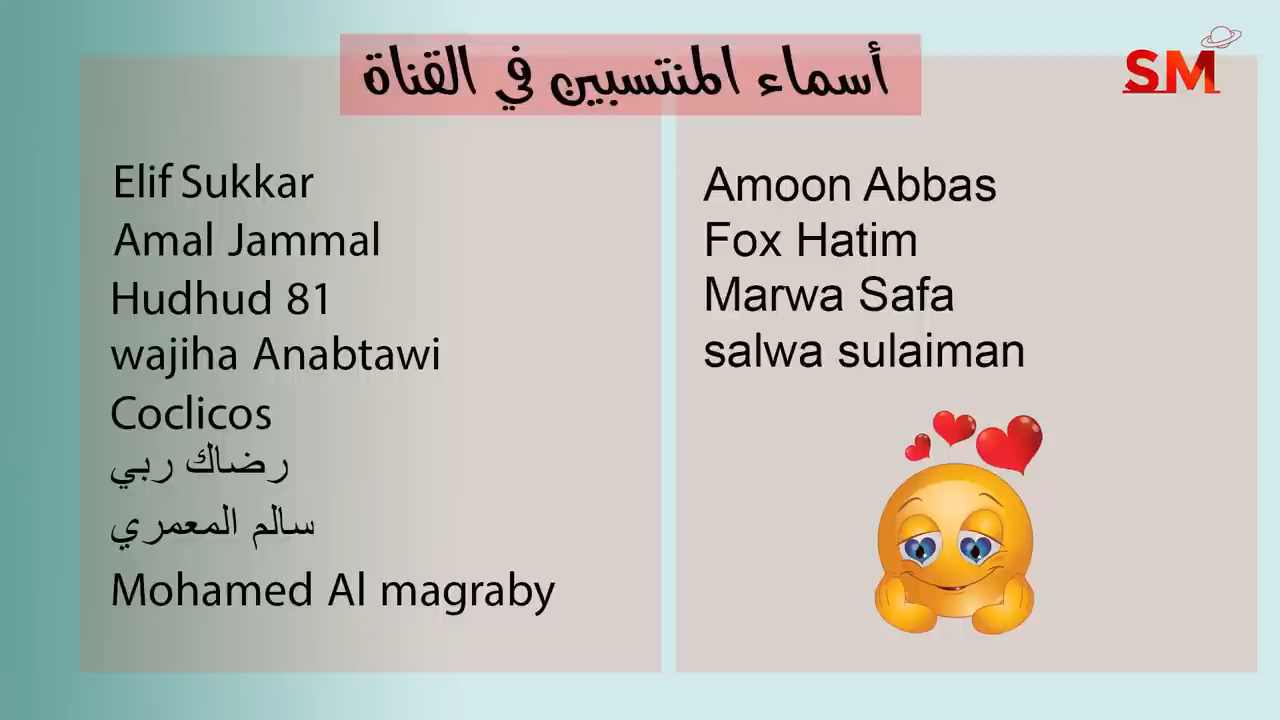 أسماء المنتسبين في القناة
SM
Elif Sukkar
Amal Jammal
Hudhud 81
wajiha Anabtawi
Coclicos
رضاك ربي
سالم المعمري
Mohamed Al magraby
Amoon Abbas
Fox Hatim
Marwa Safa
salwa sulaiman